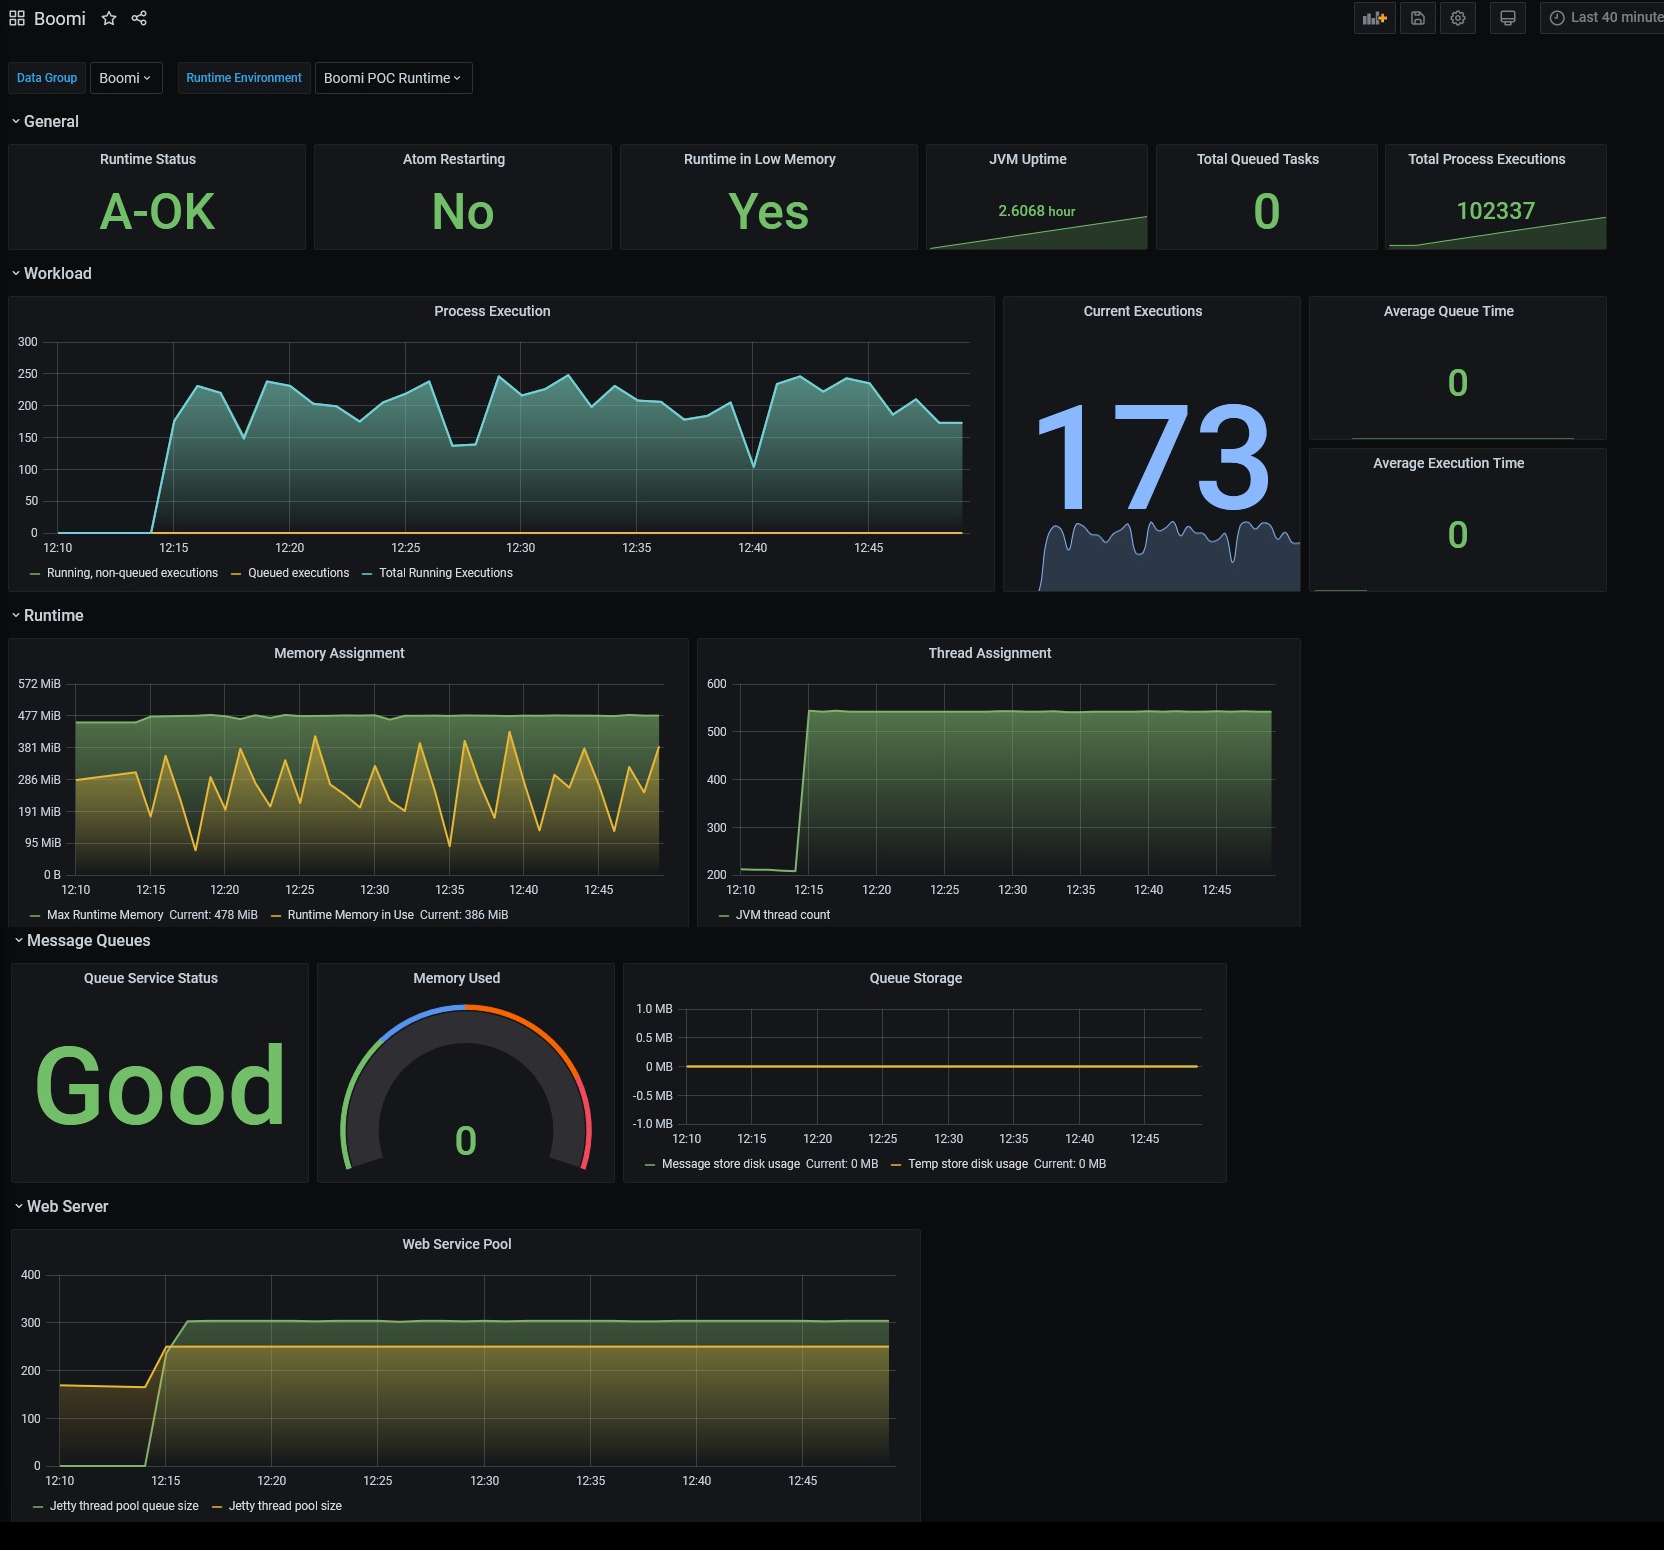 Boomi
Last 40 minute
Data Group Boomi Runtime Environment Boomi POC Runtime
General
Runtime Status
A-OK
Atom Restarting
No
Runtime in Low Memory
Yes
JVM Uptime
2.6068 hour
Total Queued Tasks
0
Total Process Executions
102337
Workload
Process Execution
300
250
200
150
100
50
0
12:10 12:15 12:20 12:25 12:30 12:35 12:40 12:45
Running, non-queued executions Queued executions Total Running Executions
Current Executions
173
Average Queue Time
0
Average Execution Time
0
Runtime
Memory Assignment
572 MiB
477 MiB
381 MiB
286 MiB
191 MiB
95 MiB
0 B
12:10 12:15 12:20 12:25 12:30 12:35 12:40 12:45
Max Runtime Memory Current: 478 MiB Runtime Memory in Use Current: 386 MiB
Thread Assignment
600
500
400
300
200
12:10 12:15 12:20 12:25 12:30 12:35 12:40 12:45
JVM thread count
Message Queues
Queue Service Status
Good
Memory Used
0
Queue Storage
1.0 MB
0.5 MB
0 MB
-0.5 MB
-1.0 MB
12:10 12:15 12:20 12:25 12:30 12:35 12:40 12:45
Message store disk usage Current: 0 MB Temp store disk usage Current: 0 MB
Web Server
Web Service Pool
400
300
200
100
0
12:10 12:15 12:20 12:25 12:30 12:35 12:40 12:45
Jetty thread pool queue size Jetty thread pool size